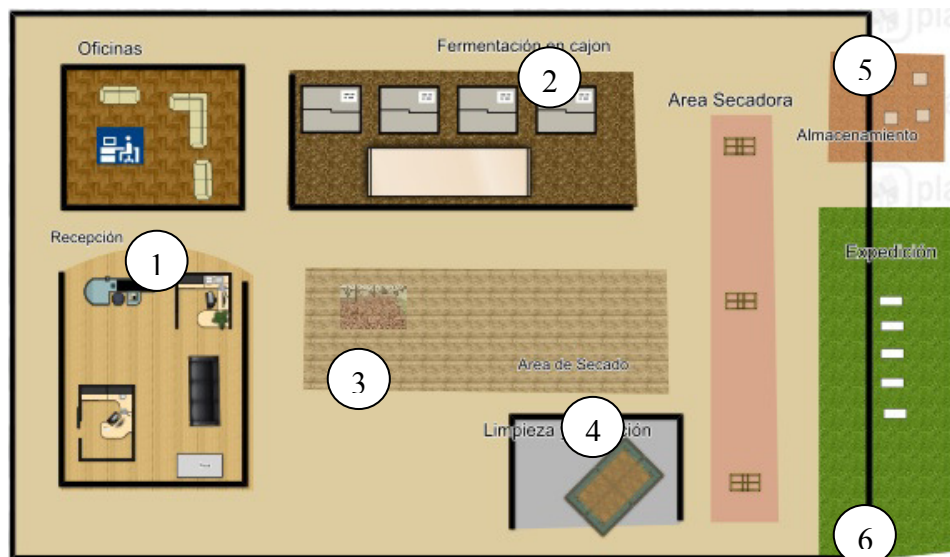 Oficinas
Fermentación en cajon
2
5
Area Secadora
Almacenamiento
Recepción
1
Expedición
3
Area de Secado
Limpieza
4
6